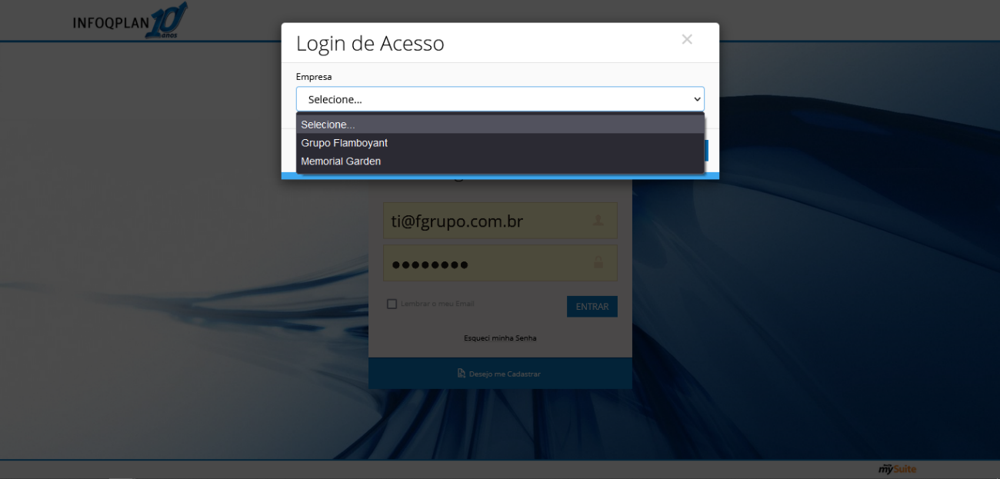 INFOQPLAN 10 anos
Login de Acesso
Empresa
Selecione...
Selecione...
Grupo Flamboyant
Memorial Garden
ti@fgrupo.com.br
Lembrar o meu Email
ENTRAR
Esqueci minha Senha
Desejo me Cadastrar
mySuite